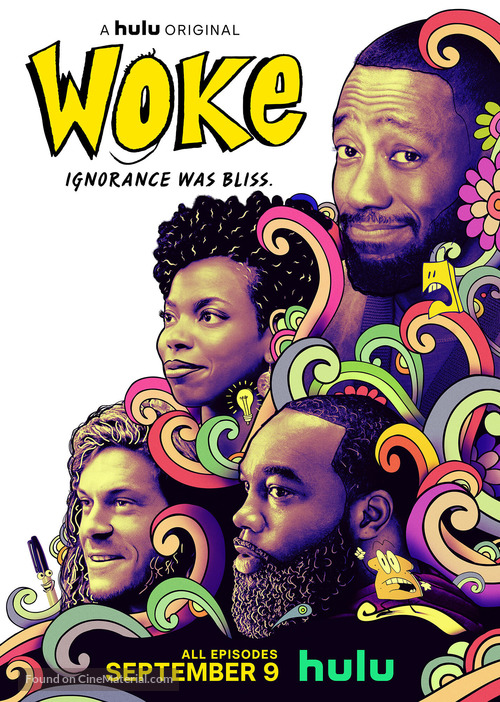 A hulu ORIGINAL
WOKE
IGNORANCE WAS BLISS.
ALL EPISODES
SEPTEMBER 9 hulu
Found on CineMaterial.com